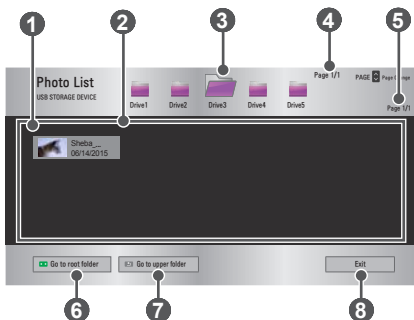 1
2
3
4
5
Photo List
USB STORAGE DEVICE
Drive1
Drive2
Drive3
Drive4
Drive5
Page 1/1
PAGE Page Change
Page 1/1
Sheba_
06/14/2015
Go to root folder
Go to upper folder
Exit
6
7
8